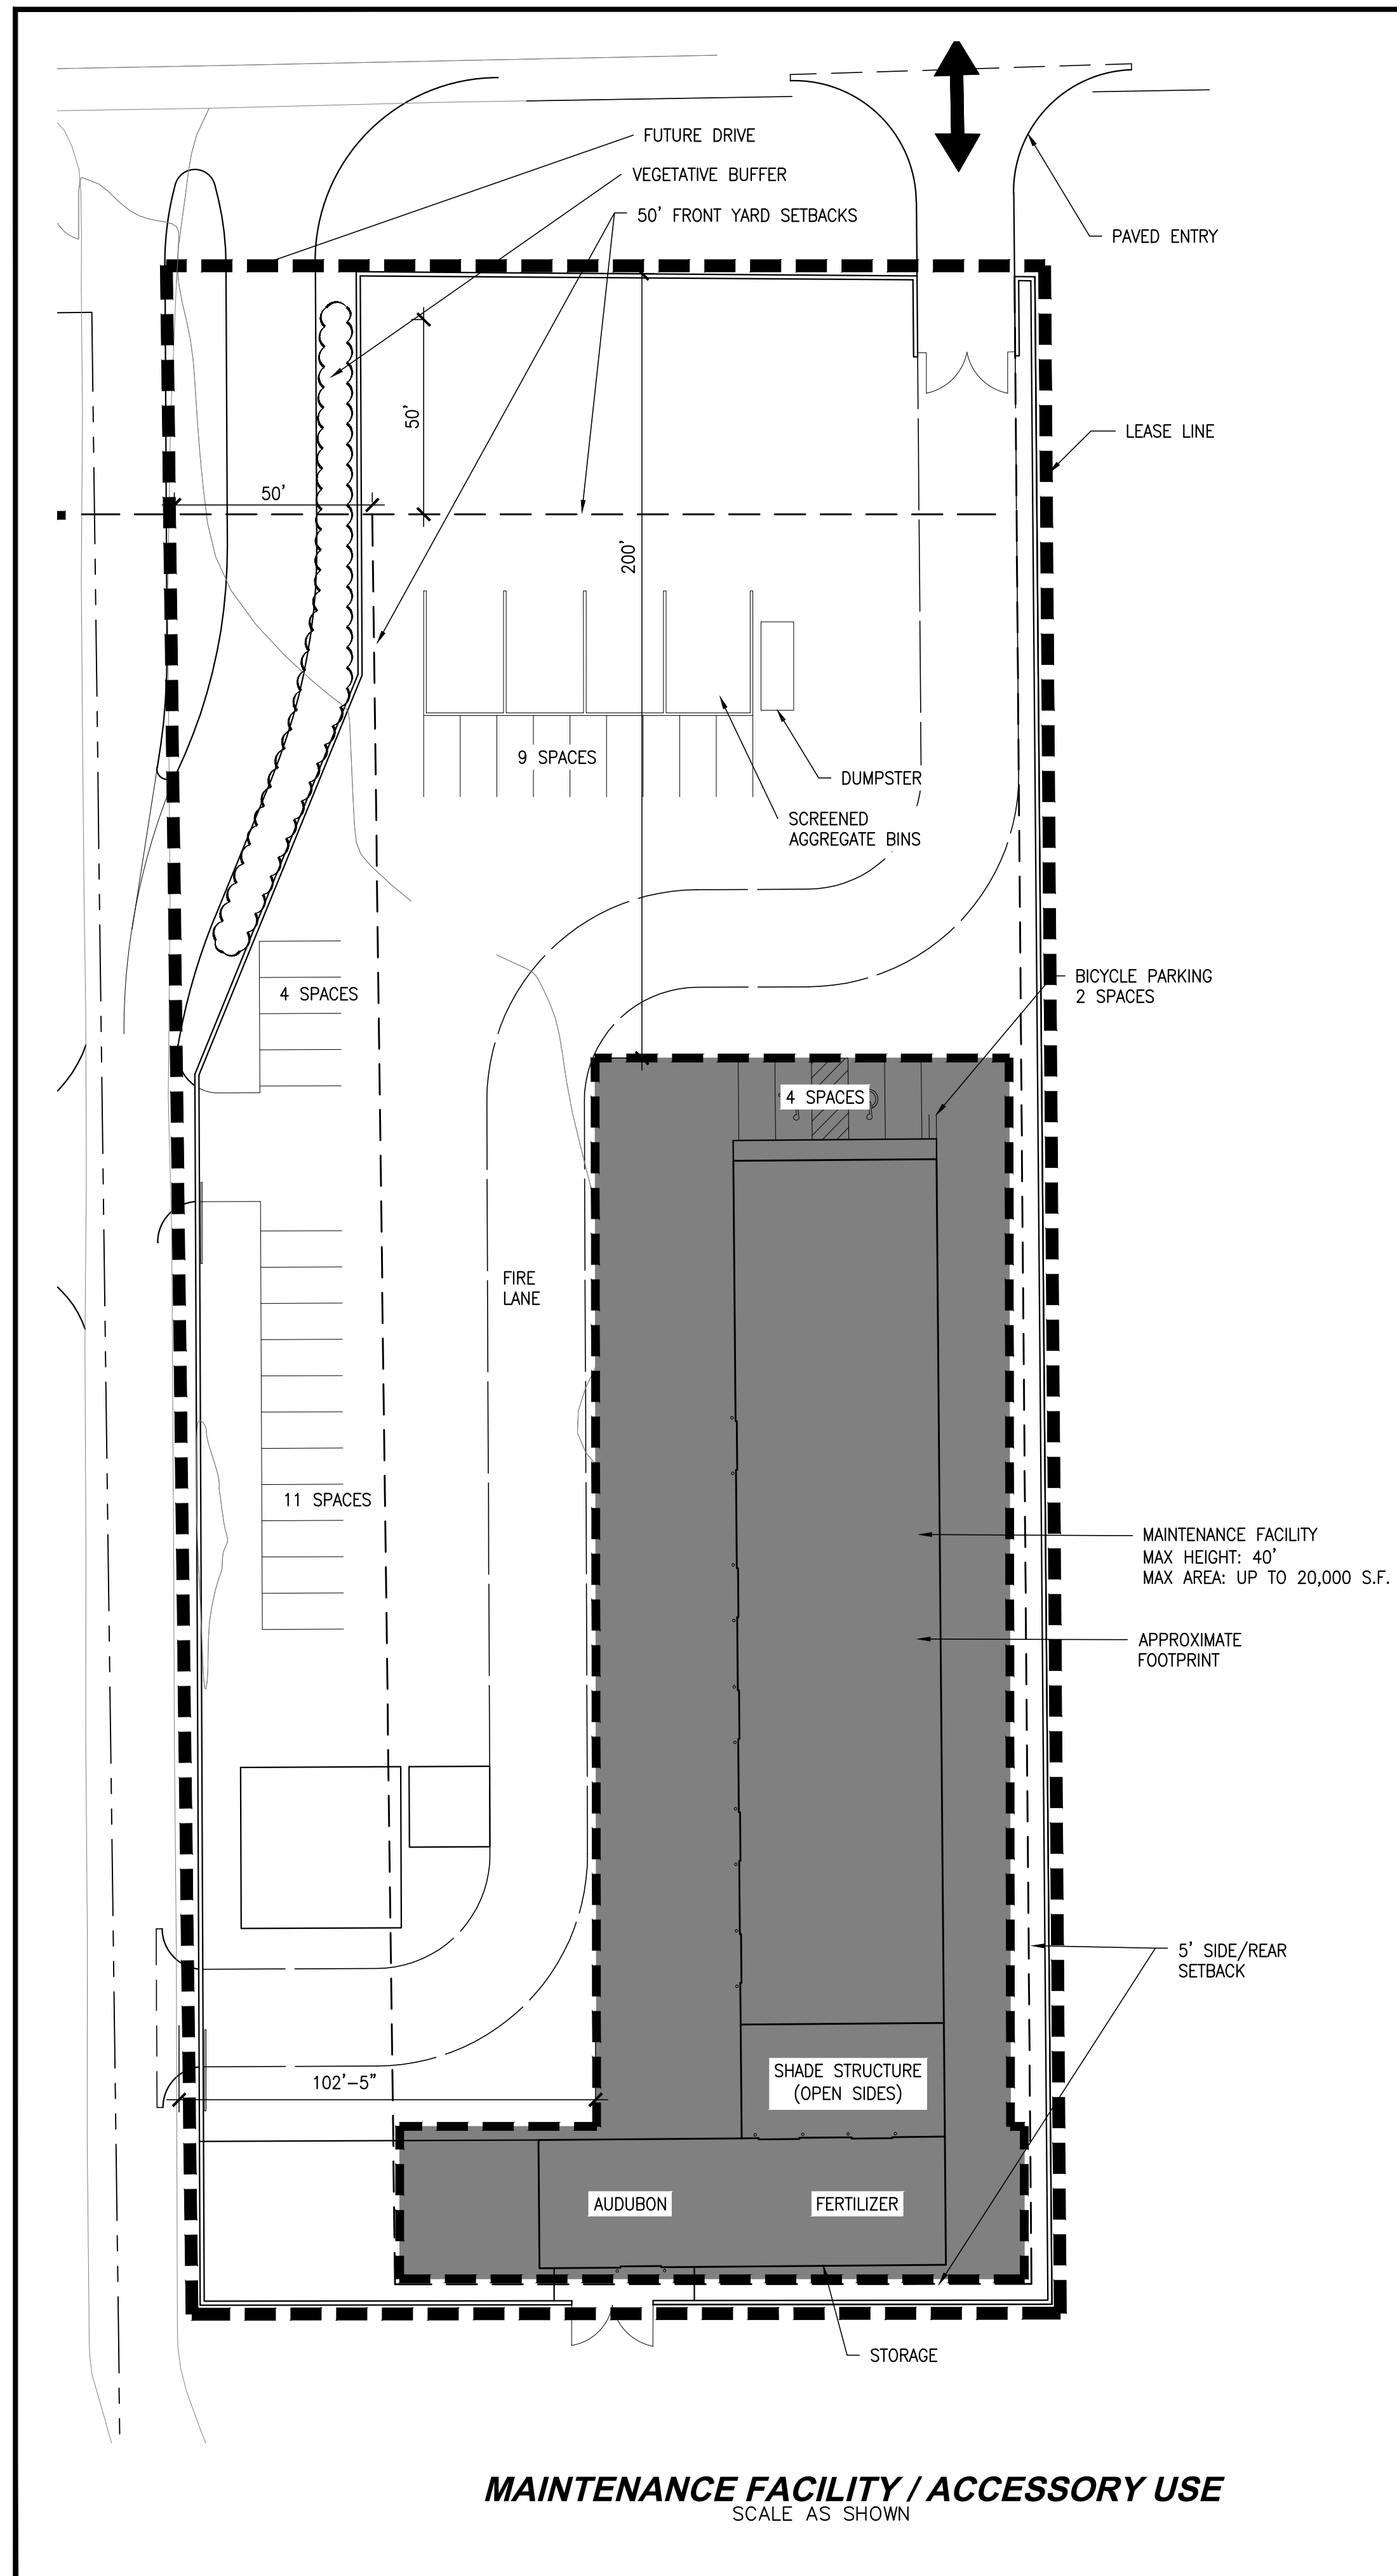 FUTURE DRIVE
VEGETATIVE BUFFER
50' FRONT YARD SETBACKS
PAVED ENTRY
LEASE LINE
50'
50'
200'
9 SPACES
DUMPSTER
SCREENED
AGGREGATE BINS
4 SPACES
BICYCLE PARKING
2 SPACES
4 SPACES
FIRE
LANE
11 SPACES
MAINTENANCE FACILITY
MAX HEIGHT: 40'
MAX AREA: UP TO 20,000 S.F.
APPROXIMATE
FOOTPRINT
5' SIDE/REAR
SETBACK
102'-5"
SHADE STRUCTURE
(OPEN SIDES)
AUDUBON
FERTILIZER
STORAGE
MAINTENANCE FACILITY / ACCESSORY USE
SCALE AS SHOWN